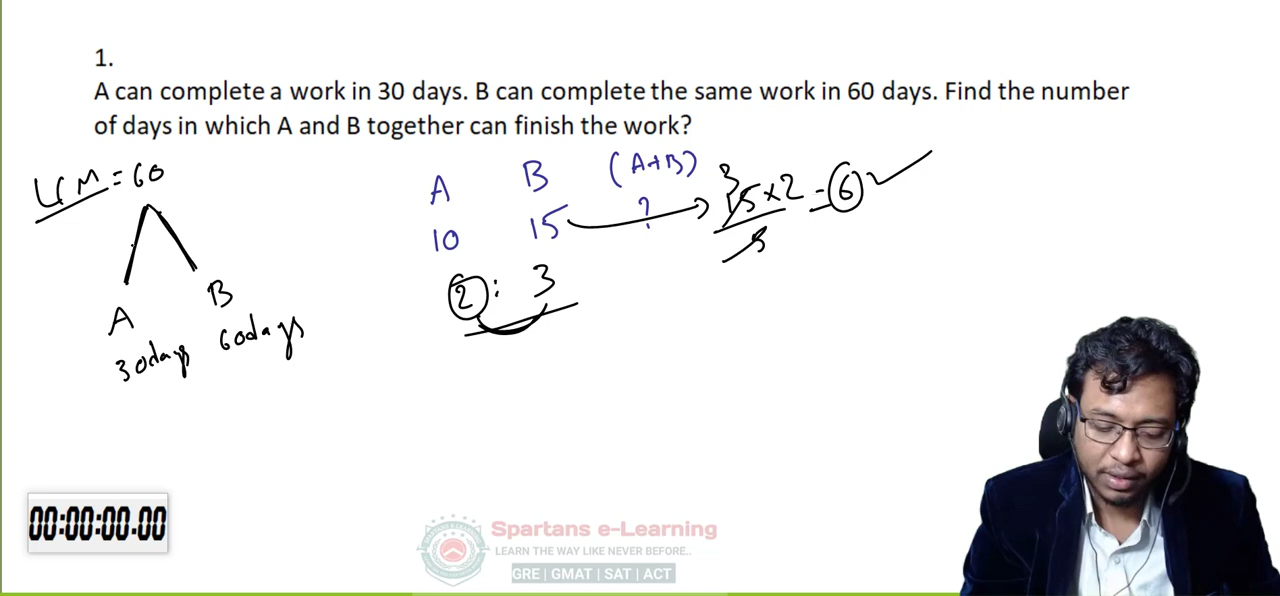 1.
A can complete a work in 30 days. B can complete the same work in 60 days. Find the number
of days in which A and B together can finish the work?
LCM = 60
A B
30days 60days
A B (A+B)
10 15 ?
2 : 3
3
15 × 2 = 6
5
00:00:00.00
Spartans e-Learning
LEARN THE WAY LIKE NEVER BEFORE..
GRE | GMAT | SAT | ACT